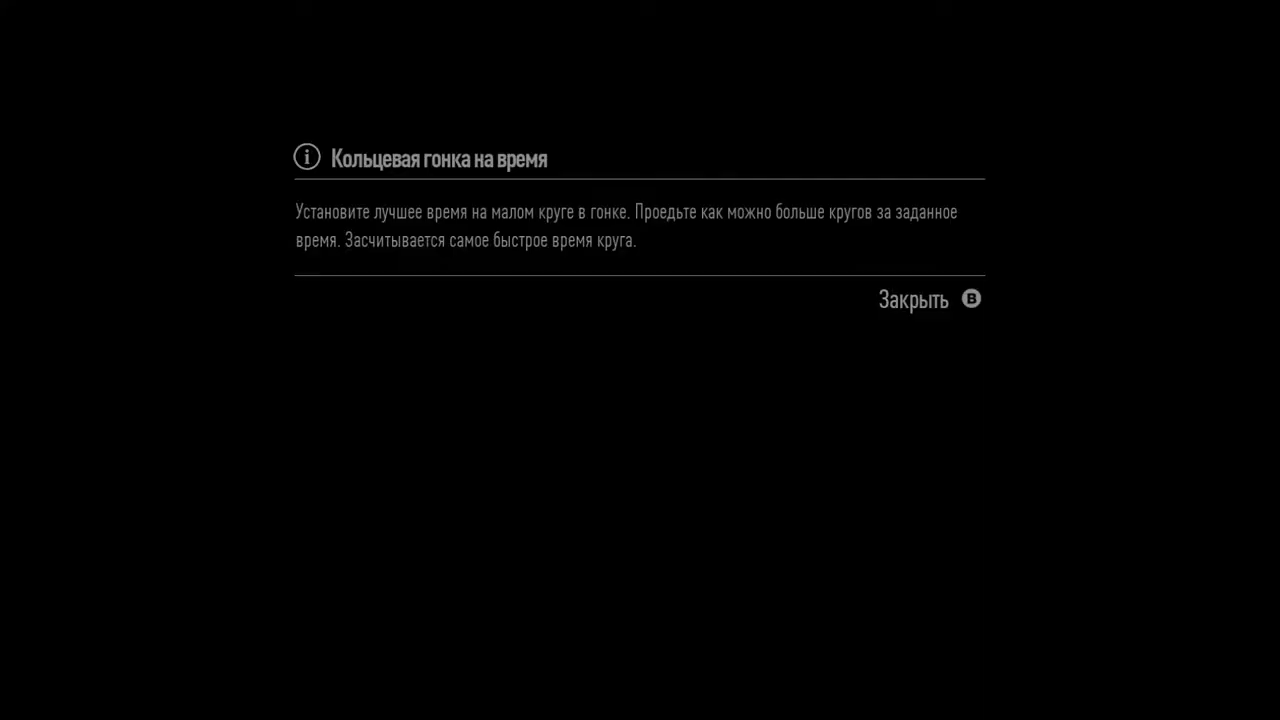 Кольцевая гонка на время
Установите лучшее время на малом круге в гонке. Проедьте как можно больше кругов за заданное
время. Засчитывается самое быстрое время круга.
Закрыть B